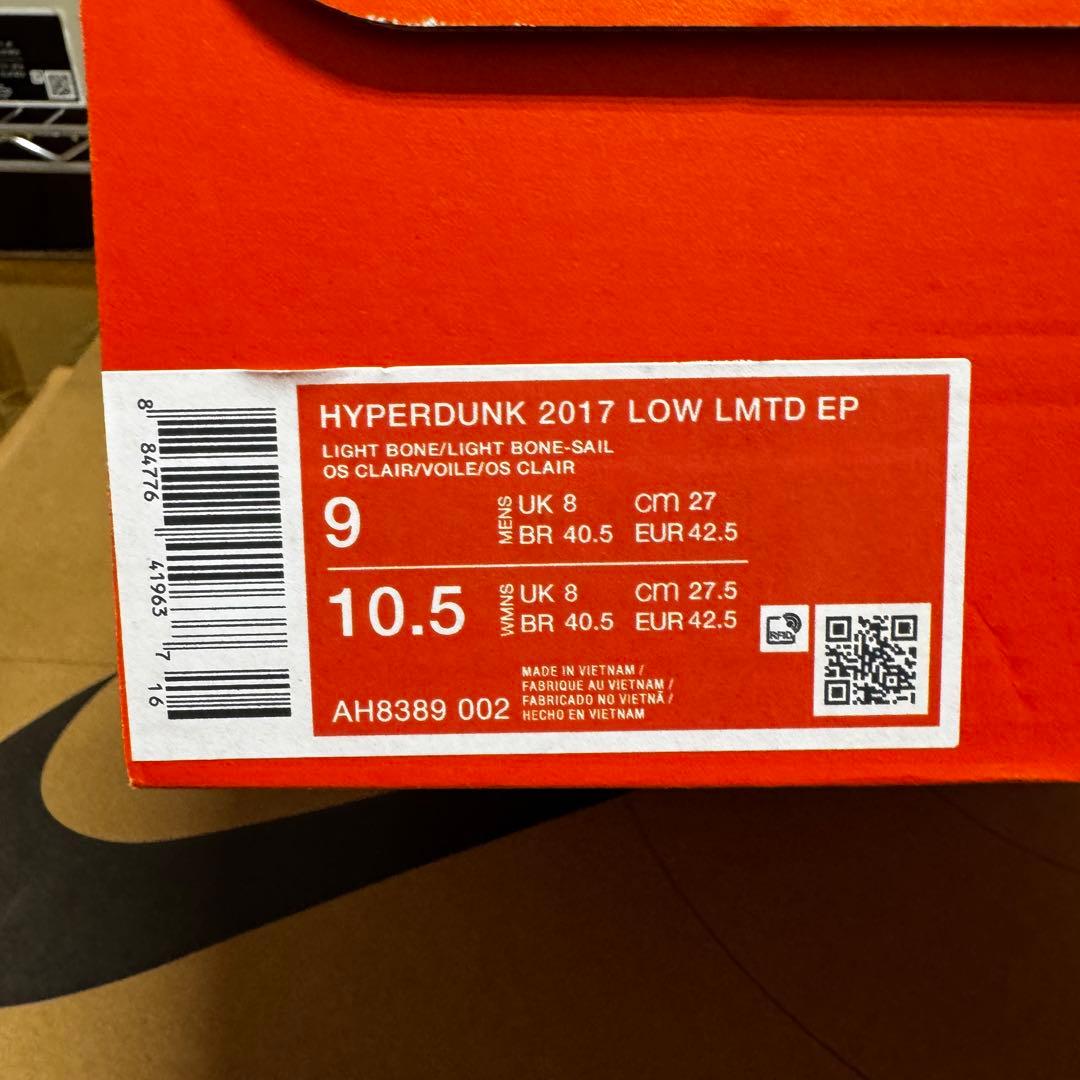 HYPERDUNK 2017 LOW LMTD EP
LIGHT BONE/LIGHT BONE-SAIL
OS CLAIR/VOILE/OS CLAIR
9 MENS UK 8 cm 27
BR 40.5 EUR 42.5
10.5 WMNS UK 8 cm 27.5
BR 40.5 EUR 42.5
RFID
MADE IN VIETNAM /
FABRIQUE AU VIETNAM /
FABRICADO NO VIETNÃ /
HECHO EN VIETNAM
AH8389 002
8 84776 41963 7 16